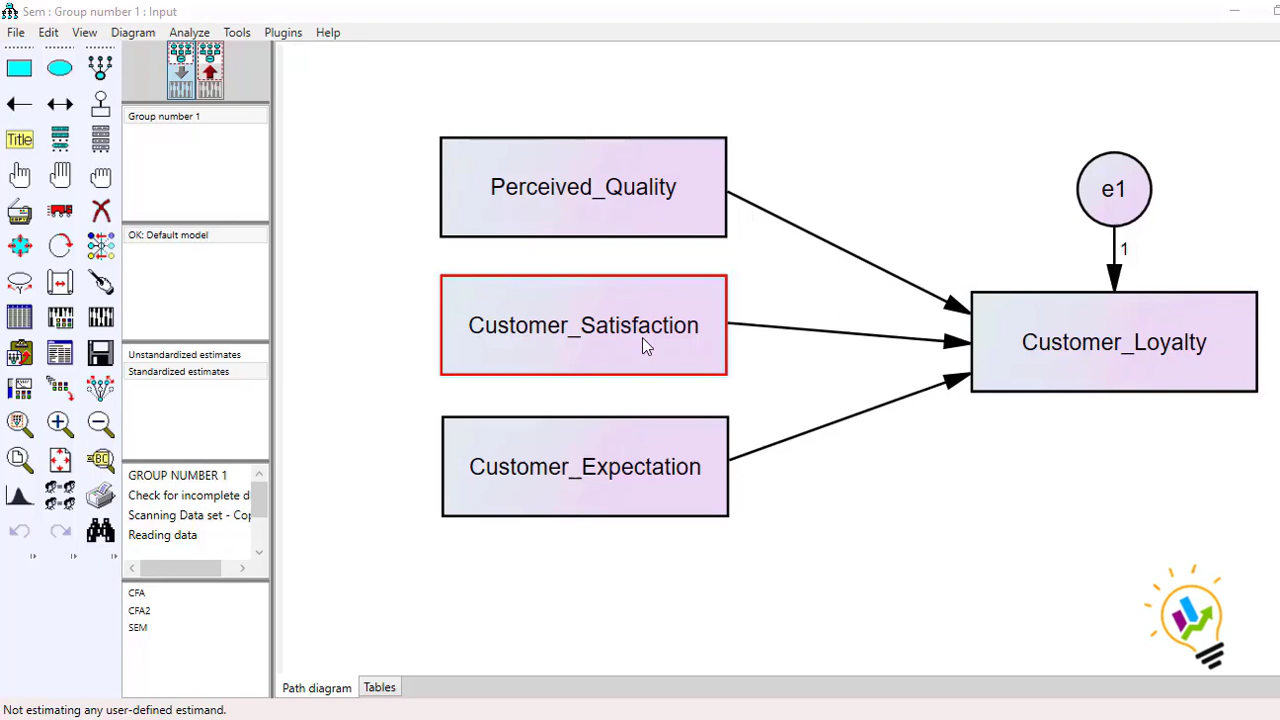 Sem : Group number 1 : Input
File Edit View Diagram Analyze Tools Plugins Help
Title
Group number 1
OK: Default model
Unstandardized estimates
Standardized estimates
GROUP NUMBER 1
Check for incomplete d
Scanning Data set - Cop
Reading data
CFA
CFA2
SEM
Perceived_Quality
Customer_Satisfaction
Customer_Expectation
e1
1
Customer_Loyalty
Path diagram Tables
Not estimating any user-defined estimand.